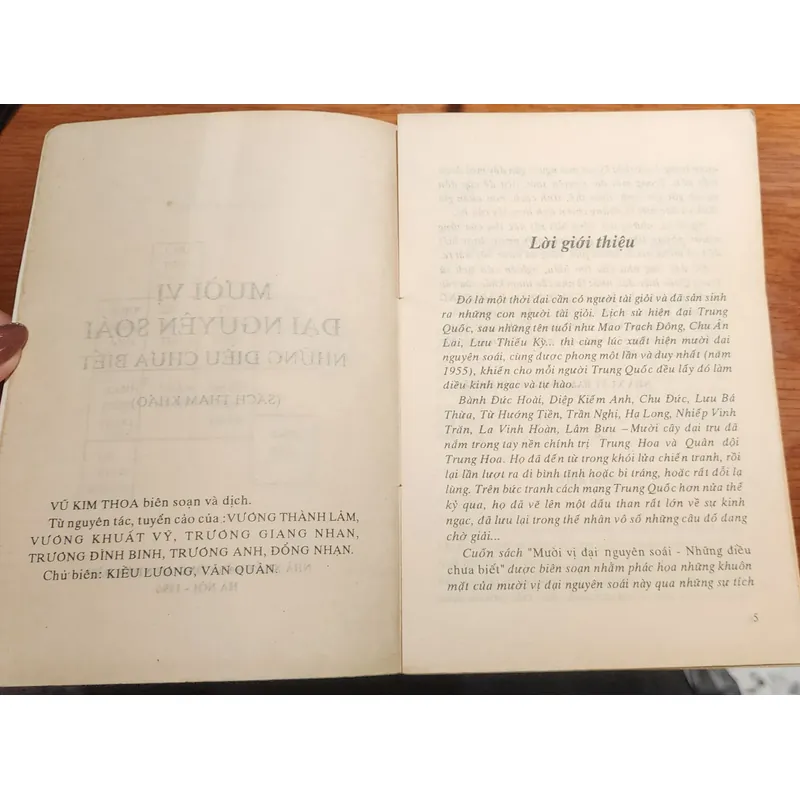 VŨ KIM THOA biên soạn và dịch.
Từ nguyên tác, tuyển cảo của :VƯƠNG THÀNH LÂM,
VƯƠNG KHUẤT VỸ, TRƯƠNG GIANG NHAN,
TRƯƠNG ĐÌNH BINH, TRƯƠNG ANH, ĐỒNG NHẠN.
Chủ biên: KIỀU LƯƠNG, VĂN QUÂN.
Lời giới thiệu
Đó là một thời đại cần có người tài giỏi và đã sản sinh
ra những con người tài giỏi. Lịch sử hiện đại Trung
Quốc, sau những tên tuổi như Mao Trạch Đông, Chu Ân
Lai, Lưu Thiếu Kỳ... thì cùng lúc xuất hiện mười đại
nguyên soái, cùng được phong một lần và duy nhất (năm
1955), khiến cho mỗi người Trung Quốc đều lấy đó làm
điều kinh ngạc và tự hào.
Bành Đức Hoài, Diệp Kiếm Anh, Chu Đức, Lưu Bá
Thừa, Từ Hướng Tiền, Trần Nghị, Hạ Long, Nhiếp Vinh
Trăn, La Vinh Hoàn, Lâm Bưu –Mười cây đại trụ đã
nắm trong tay nền chính trị Trung Hoa và Quân đội
Trung Hoa. Họ đã đến từ trong khói lửa chiến tranh, rồi
lại lần lượt ra đi bình tĩnh hoặc bi tráng, hoặc rất đỗi lạ
lùng. Trên bức tranh cách mạng Trung Quốc hơn nửa thế
kỷ qua, họ đã vẽ lên một dấu than rất lớn về sự kinh
ngạc, đã lưu lại trong thế nhân vô số những câu đố đang
chờ giải...
Cuốn sách "Mười vị đại nguyên soái - Những điều
chưa biết" được biên soạn nhằm phác họa những khuôn
mặt của mười vị đại nguyên soái này qua những sự tích
5